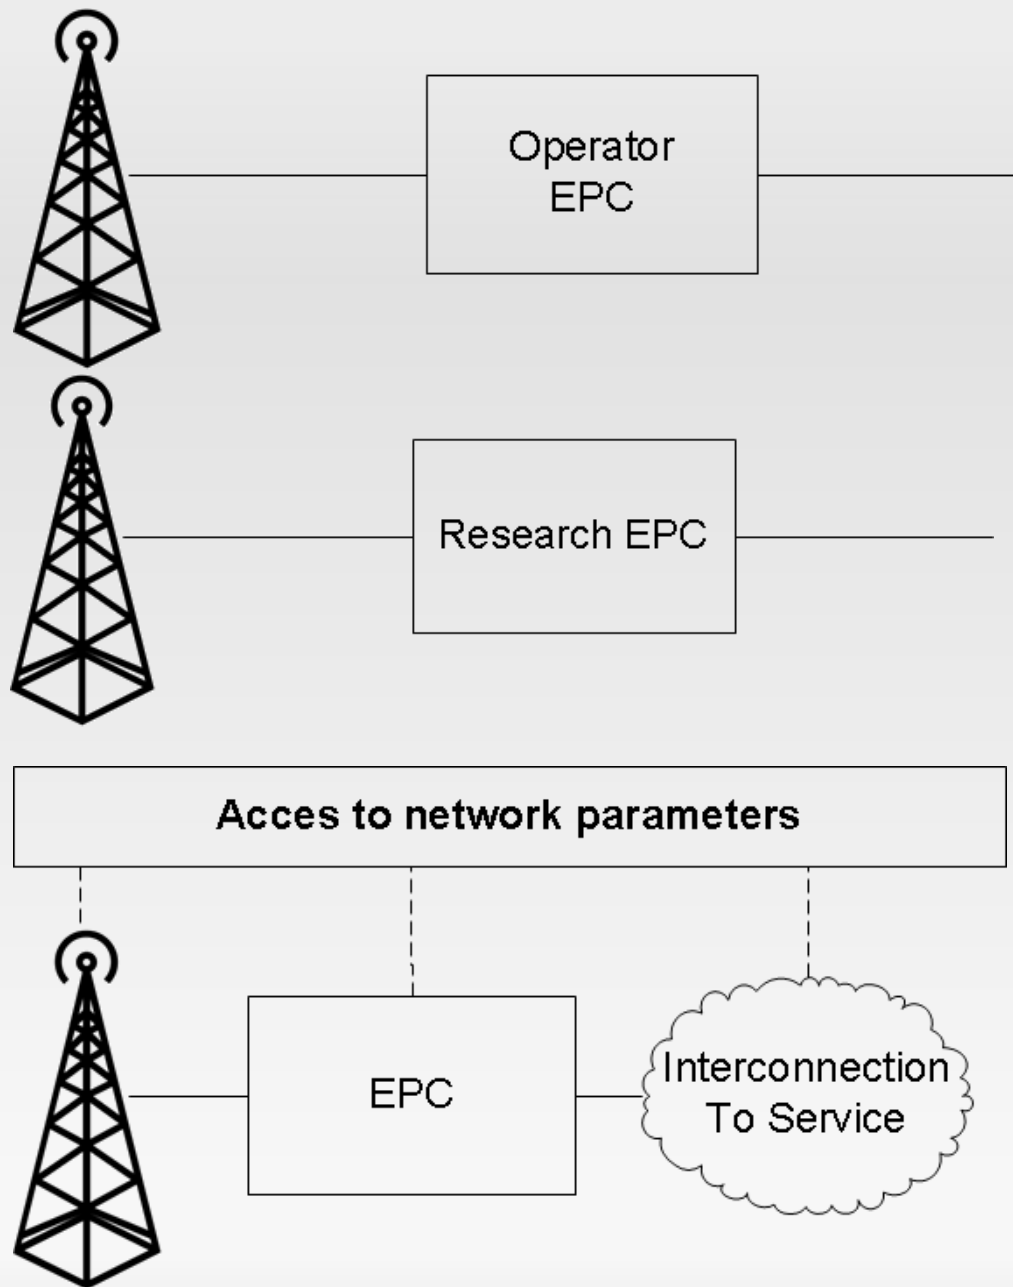 Operator
EPC
Research EPC
Acces to network parameters
EPC
Interconnection
To Service